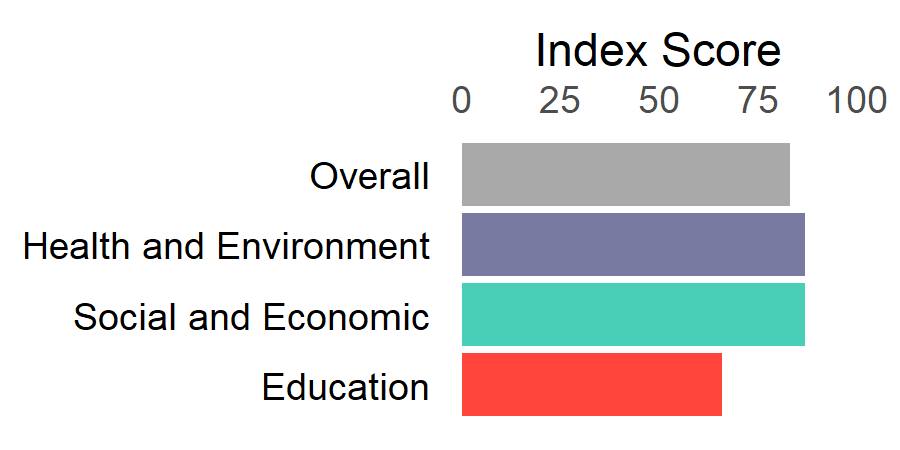 Index Score
0 25 50 75 100
Overall
Health and Environment
Social and Economic
Education